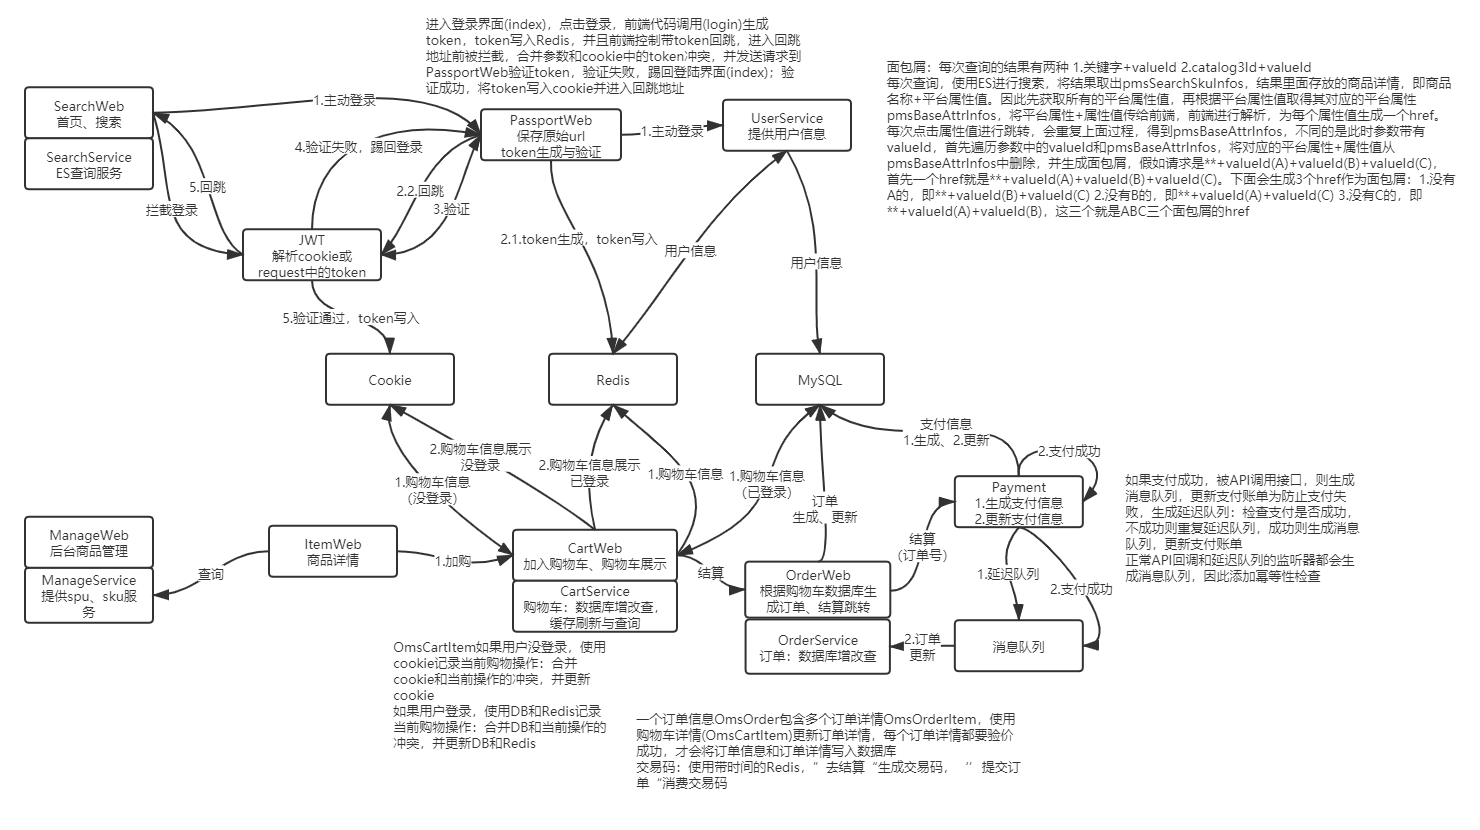 进入登录界面(index)，点击登录，前端代码调用(login)生成
token，token写入Redis，并且前端控制带token回跳，进入回跳
地址前被拦截，合并参数和cookie中的token冲突，并发送请求到
PassportWeb验证token，验证失败，踢回登陆界面(index)；验
证成功，将token写入cookie并进入回跳地址
面包屑：每次查询的结果有两种 1.关键字+valueId 2.catalog3Id+valueId
每次查询，使用ES进行搜索，将结果取出pmsSearchSkuInfos，结果里面存放的商品详情，即商品
名称+平台属性值。因此先获取所有的平台属性值，再根据平台属性值取得其对应的平台属性
pmsBaseAttrInfos，将平台属性+属性值传给前端，前端进行解析，为每个属性值生成一个href。
每次点击属性值进行跳转，会重复上面过程，得到pmsBaseAttrInfos，不同的是此时参数带有
valueId，首先遍历参数中的valueId和pmsBaseAttrInfos，将对应的平台属性+属性值从
pmsBaseAttrInfos中删除，并生成面包屑，假如请求是**+valueId(A)+valueId(B)+valueId(C)，
首先一个href就是**+valueId(A)+valueId(B)+valueId(C)。下面会生成3个href作为面包屑：1.没有
A的，即**+valueId(B)+valueId(C) 2.没有B的，即**+valueId(A)+valueId(C) 3.没有C的，即
**+valueId(A)+valueId(B)，这三个就是ABC三个面包屑的href
SearchWeb
首页、搜索
SearchService
ES查询服务
1.主动登录
PassportWeb
保存原始url
token生成与验证
1.主动登录
UserService
提供用户信息
4.验证失败，踢回登录
5.回跳
拦截登录
2.2.回跳
3.验证
JWT
解析cookie或
request中的token
2.1.token生成，token写入
用户信息
用户信息
5.验证通过，token写入
Cookie
Redis
MySQL
2.购物车信息展示
没登录
1.购物车信息
（没登录）
2.购物车信息展示
已登录
1.购物车信息
1.购物车信息
（已登录）
订单
生成、更新
支付信息
1.生成、2.更新
2.支付成功
Payment
1.生成支付信息
2.更新支付信息
如果支付成功，被API调用接口，则生成
消息队列，更新支付账单为防止支付失
败，生成延迟队列：检查支付是否成功，
不成功则重复延迟队列，成功则生成消息
队列，更新支付账单
正常API回调和延迟队列的监听器都会生
成消息队列，因此添加幂等性检查
ManageWeb
后台商品管理
ManageService
提供spu、sku服
务
查询
ItemWeb
商品详情
1.加购
CartWeb
加入购物车、购物车展示
CartService
购物车：数据库增改查，
缓存刷新与查询
结算
OrderWeb
根据购物车数据库生
成订单、结算跳转
OrderService
订单：数据库增改查
结算
（订单号）
1.延迟队列
2.支付成功
2.订单
更新
消息队列
OmsCartItem如果用户没登录，使用
cookie记录当前购物操作：合并
cookie和当前操作的冲突，并更新
cookie
如果用户登录，使用DB和Redis记录
当前购物操作：合并DB和当前操作的
冲突，并更新DB和Redis
一个订单信息OmsOrder包含多个订单详情OmsOrderItem，使用
购物车详情(OmsCartItem)更新订单详情，每个订单详情都要验价
成功，才会将订单信息和订单详情写入数据库
交易码：使用带时间的Redis，”去结算“生成交易码，‘’提交订
单“消费交易码